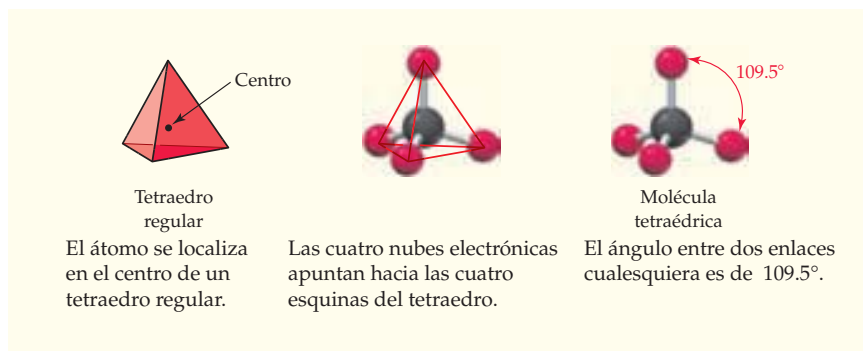 Centro
Tetraedro
regular
El átomo se localiza
en el centro de un
tetraedro regular.
Las cuatro nubes electrónicas
apuntan hacia las cuatro
esquinas del tetraedro.
109.5°
Molécula
tetraédrica
El ángulo entre dos enlaces
cualesquiera es de 109.5°.